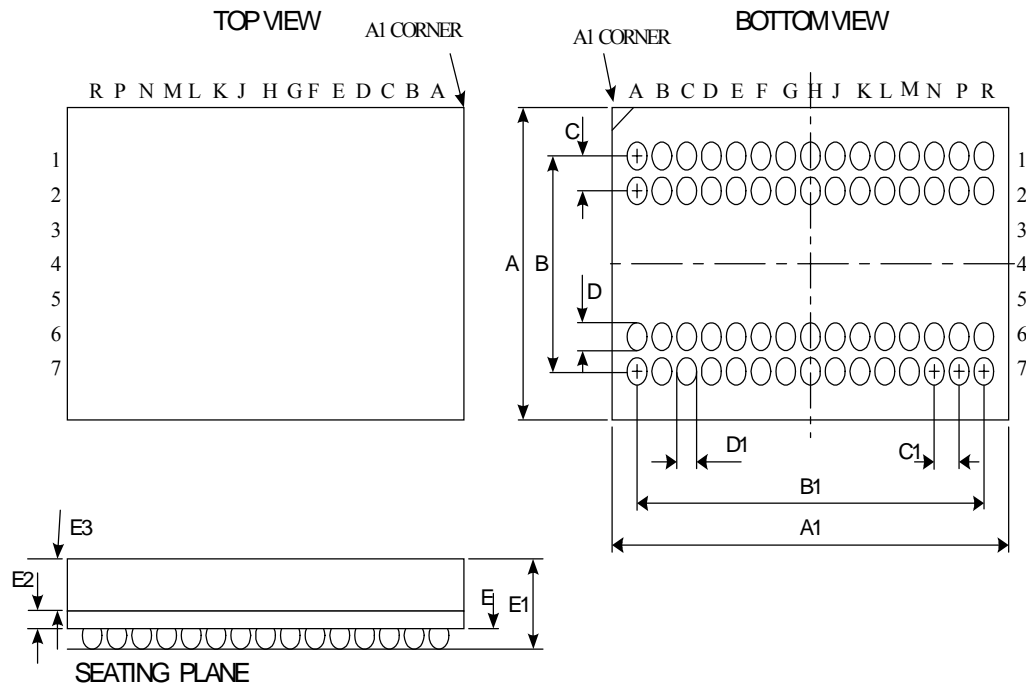 TOP VIEW
A1 CORNER
R P N M L K J H G F E D C B A
1
2
3
4
5
6
7
BOTTOM VIEW
A1 CORNER
A B C D E F G H J K L M N P R
1
2
3
4
5
6
7
C
A
B
D
D1
C1
B1
A1
E3
E2
E
E1
SEATING PLANE